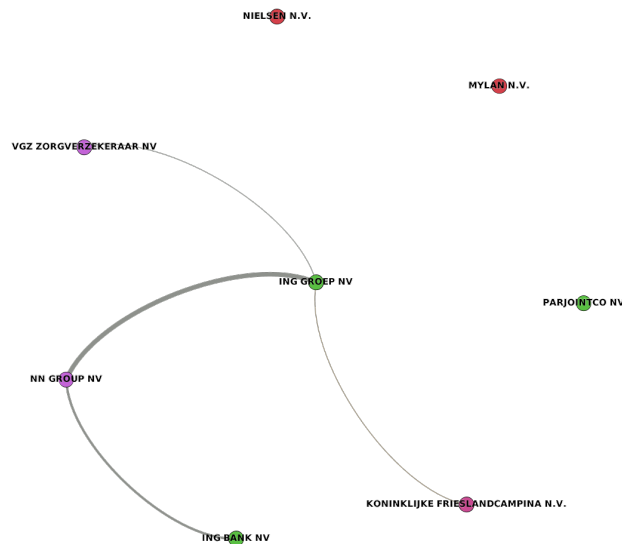 NIELSEN N.V.
MYLAN N.V.
VGZ ZORGVERZEKERAAR NV
ING GROEP NV
PARJOINTCO NV
NN GROUP NV
KONINKLIJKE FRIESLANDCAMPINA N.V.
ING BANK NV